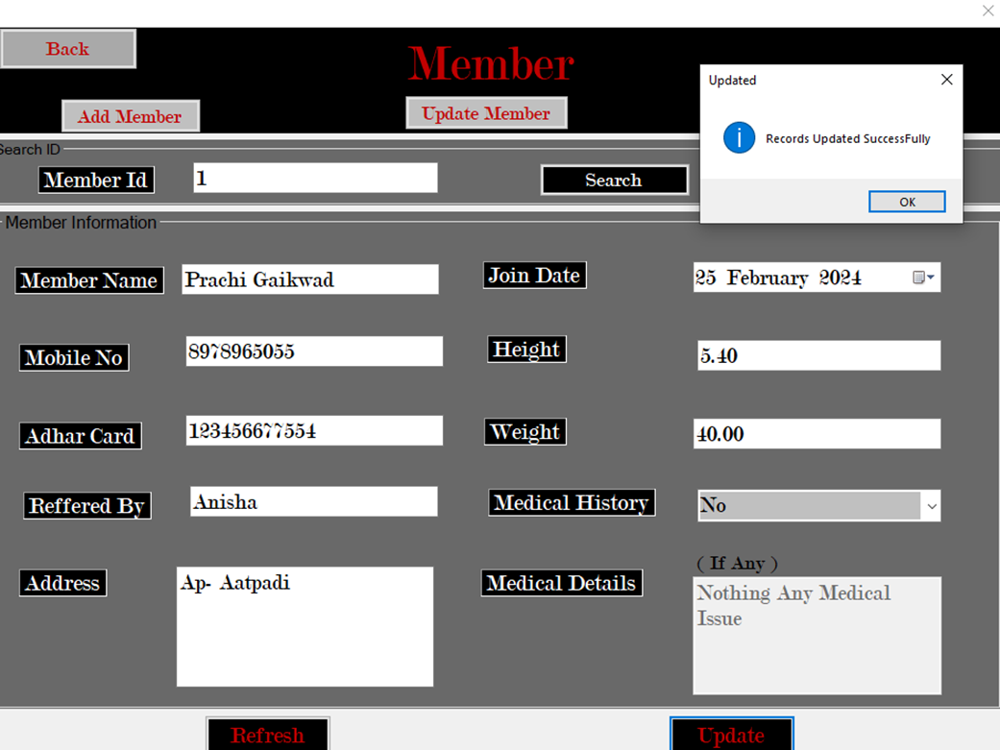 Back
Member
Add Member
Update Member
Updated
Records Updated SuccessFully
OK
Search ID
Member Id
1
Search
Member Information
Member Name
Prachi Gaikwad
Join Date
25 February 2024
Mobile No
8978965055
Height
5.40
Adhar Card
123456677554
Weight
40.00
Reffered By
Anisha
Medical History
No
Address
Ap- Aatpadi
Medical Details
( If Any )
Nothing Any Medical
Issue
Refresh
Update